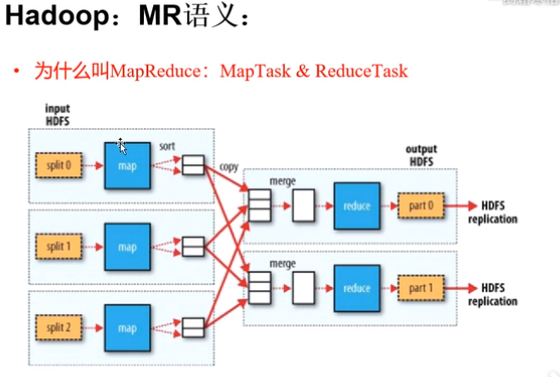 Hadoop：MR语义：
• 为什么叫MapReduce：MapTask & ReduceTask
input
HDFS
output
HDFS
sort
copy
merge
split 0
map
reduce
part 0
HDFS
replication
split 1
map
merge
reduce
part 1
HDFS
replication
split 2
map